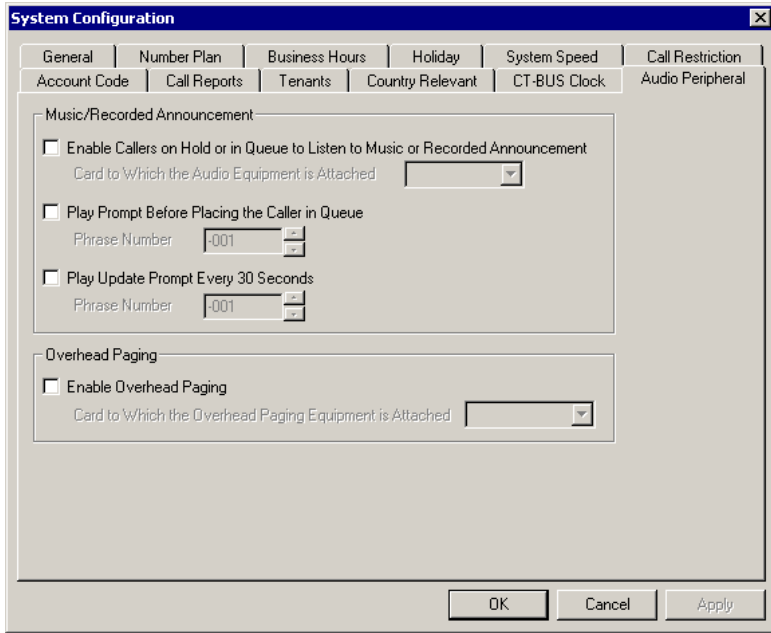 System Configuration
General Number Plan Business Hours Holiday System Speed Call Restriction
Account Code Call Reports Tenants Country Relevant CT-BUS Clock Audio Peripheral
Music/Recorded Announcement
Enable Callers on Hold or in Queue to Listen to Music or Recorded Announcement
Card to Which the Audio Equipment is Attached
Play Prompt Before Placing the Caller in Queue
Phrase Number -001
Play Update Prompt Every 30 Seconds
Phrase Number -001
Overhead Paging
Enable Overhead Paging
Card to Which the Overhead Paging Equipment is Attached
OK Cancel Apply